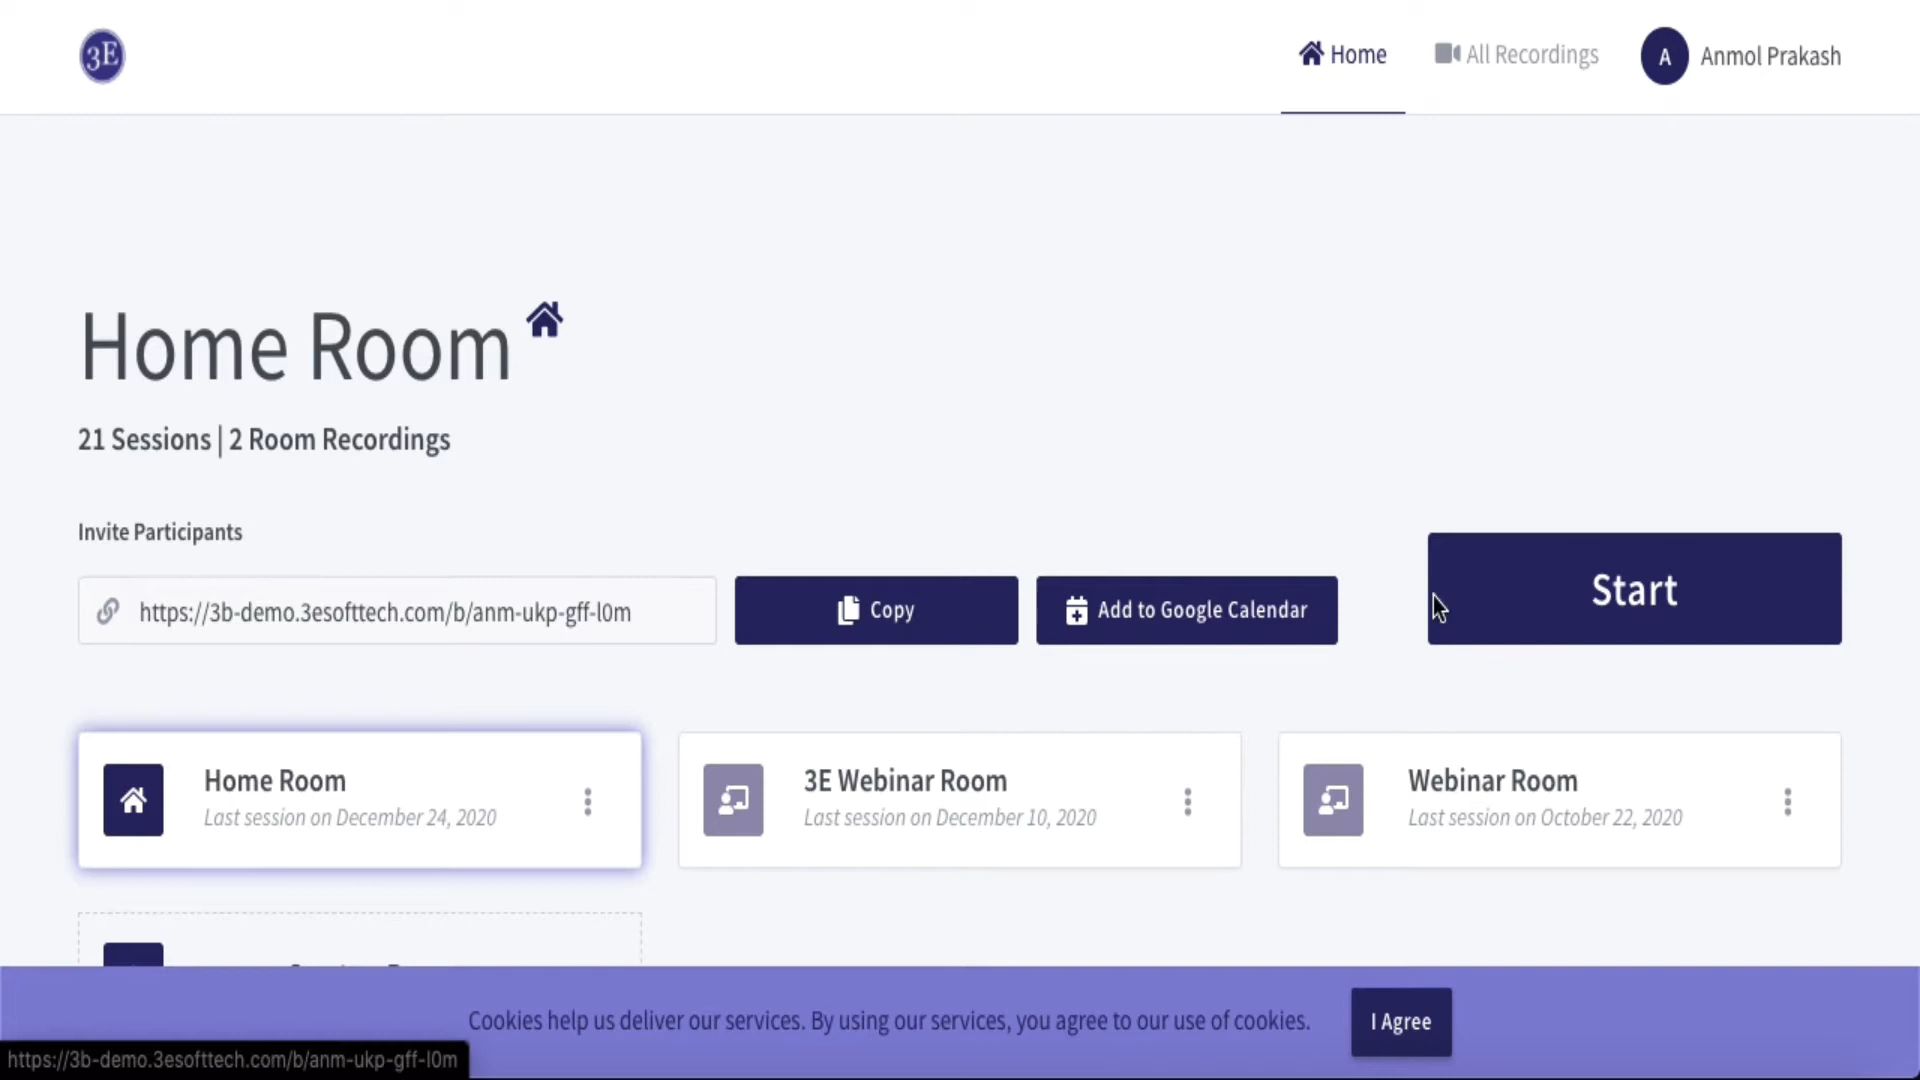 3E
Home
All Recordings
A
Anmol Prakash
Home Room
21 Sessions | 2 Room Recordings
Invite Participants
https://3b-demo.3esofttech.com/b/anm-ukp-gff-l0m
Copy
Add to Google Calendar
Start
Home Room
Last session on December 24, 2020
3E Webinar Room
Last session on December 10, 2020
Webinar Room
Last session on October 22, 2020
Cookies help us deliver our services. By using our services, you agree to our use of cookies.
I Agree
https://3b-demo.3esofttech.com/b/anm-ukp-gff-l0m